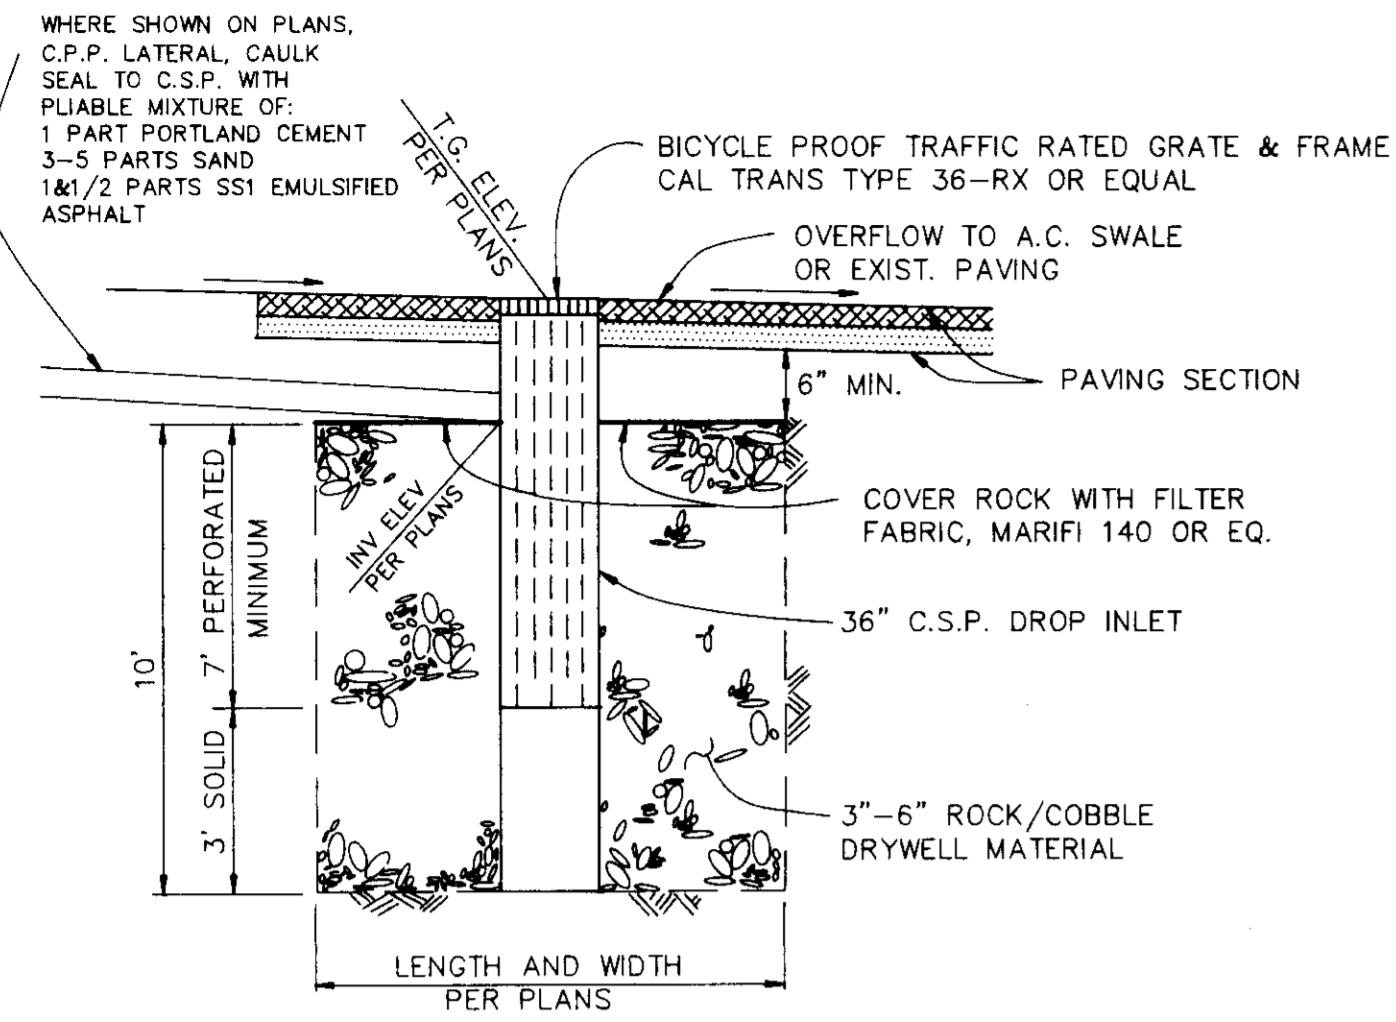 WHERE SHOWN ON PLANS,
C.P.P. LATERAL, CAULK
SEAL TO C.S.P. WITH
PLIABLE MIXTURE OF:
1 PART PORTLAND CEMENT
3-5 PARTS SAND
1&1/2 PARTS SS1 EMULSIFIED
ASPHALT
T.G. ELEV.
PER PLANS
BICYCLE PROOF TRAFFIC RATED GRATE & FRAME
CAL TRANS TYPE 36-RX OR EQUAL
OVERFLOW TO A.C. SWALE
OR EXIST. PAVING
6" MIN.
PAVING SECTION
INV ELEV
PER PLANS
COVER ROCK WITH FILTER
FABRIC, MARIFI 140 OR EQ.
36" C.S.P. DROP INLET
10'
7' PERFORATED
MINIMUM
3' SOLID
3"-6" ROCK/COBBLE
DRYWELL MATERIAL
LENGTH AND WIDTH
PER PLANS